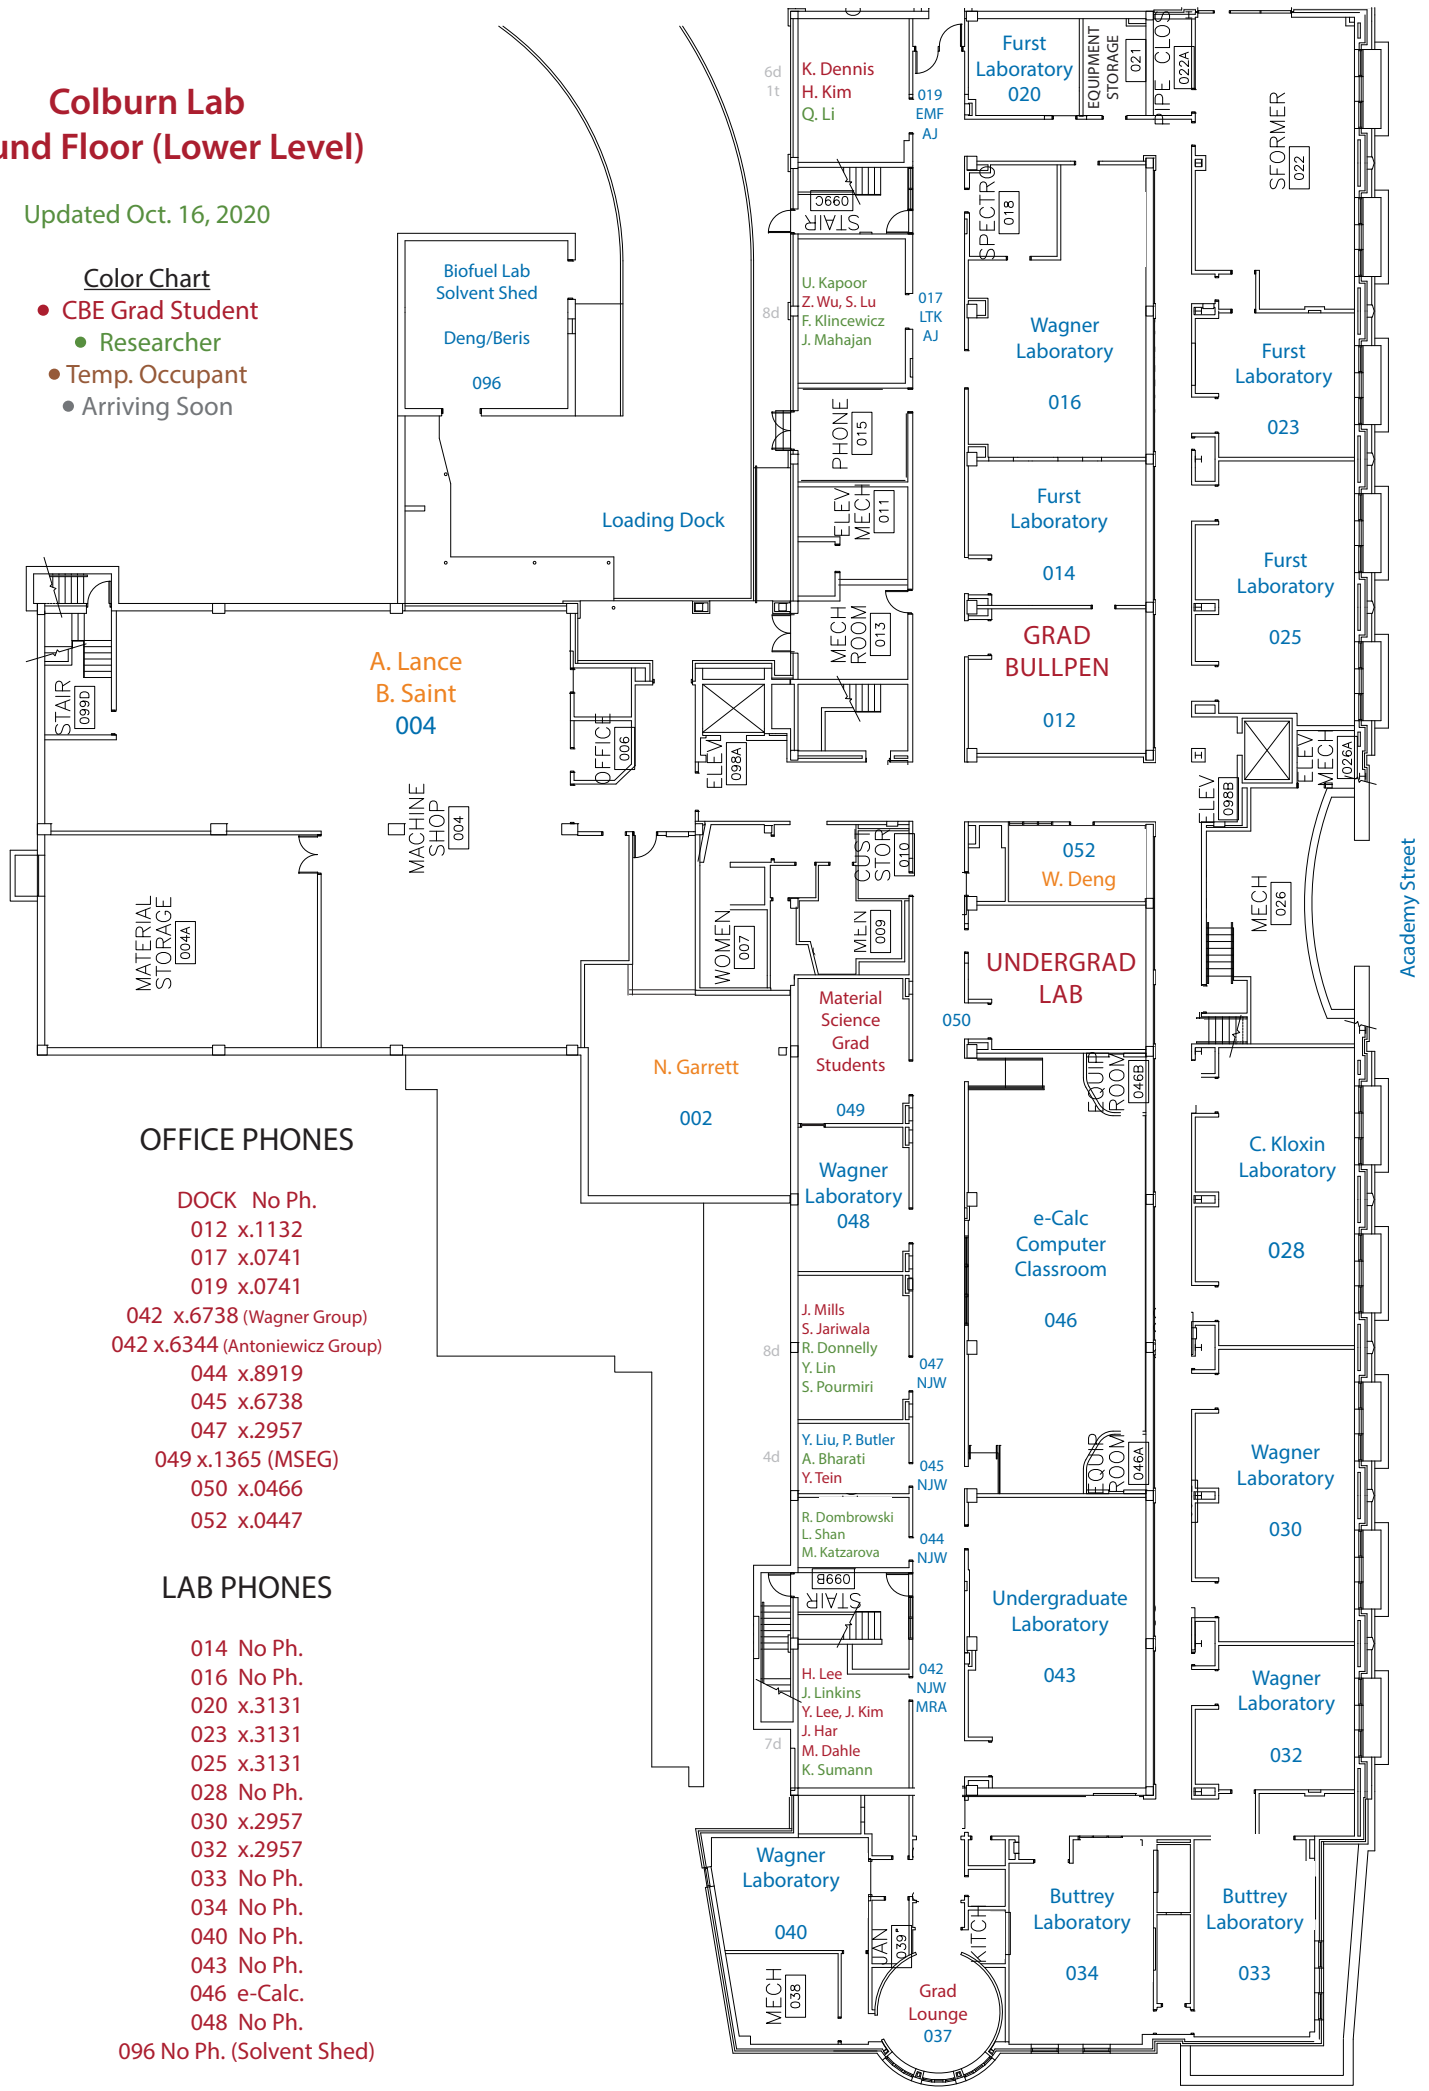 Colburn Lab
und Floor (Lower Level)
Updated Oct. 16, 2020
Color Chart
• CBE Grad Student
• Researcher
• Temp. Occupant
• Arriving Soon
Biofuel Lab
Solvent Shed
Deng/Beris
096
Loading Dock
6d
1t
K. Dennis
H. Kim
Q. Li
019
EMF
AJ
Furst
Laboratory
020
EQUIPMENT
STORAGE
021
PIPE CLOS
022A
SFORMER
022
STAIR
099C
SPECTRO
018
8d
U. Kapoor
Z. Wu, S. Lu
F. Klincewicz
J. Mahajan
017
LTK
AJ
Wagner
Laboratory
016
Furst
Laboratory
023
PHONE
015
ELEV
MECH
011
Furst
Laboratory
014
Furst
Laboratory
025
MECH
ROOM
013
GRAD
BULLPEN
012
STAIR
099D
A. Lance
B. Saint
004
OFFICE
006
ELEV
098A
ELEV
098B
ELEV
MECH
026A
MACHINE
SHOP
004
MATERIAL
STORAGE
004A
WOMEN
007
CUST
STOR
010
MEN
009
052
W. Deng
MECH
026
Academy Street
UNDERGRAD
LAB
050
Material
Science
Grad
Students
049
N. Garrett
002
EQUIP
ROOM
046B
Wagner
Laboratory
048
C. Kloxin
Laboratory
028
e-Calc
Computer
Classroom
046
8d
J. Mills
S. Jariwala
R. Donnelly
Y. Lin
S. Pourmiri
047
NJW
4d
Y. Liu, P. Butler
A. Bharati
Y. Tein
045
NJW
EQUIP
ROOM
046A
Wagner
Laboratory
030
R. Dombrowski
L. Shan
M. Katzarova
044
NJW
STAIR
099B
Undergraduate
Laboratory
043
7d
H. Lee
J. Linkins
Y. Lee, J. Kim
J. Har
M. Dahle
K. Sumann
042
NJW
MRA
Wagner
Laboratory
032
Wagner
Laboratory
040
MECH
038
JAN
039
KITCH
Grad
Lounge
037
Buttrey
Laboratory
034
Buttrey
Laboratory
033
OFFICE PHONES
DOCK No Ph.
012 x.1132
017 x.0741
019 x.0741
042 x.6738 (Wagner Group)
042 x.6344 (Antoniewicz Group)
044 x.8919
045 x.6738
047 x.2957
049 x.1365 (MSEG)
050 x.0466
052 x.0447
LAB PHONES
014 No Ph.
016 No Ph.
020 x.3131
023 x.3131
025 x.3131
028 No Ph.
030 x.2957
032 x.2957
033 No Ph.
034 No Ph.
040 No Ph.
043 No Ph.
046 e-Calc.
048 No Ph.
096 No Ph. (Solvent Shed)